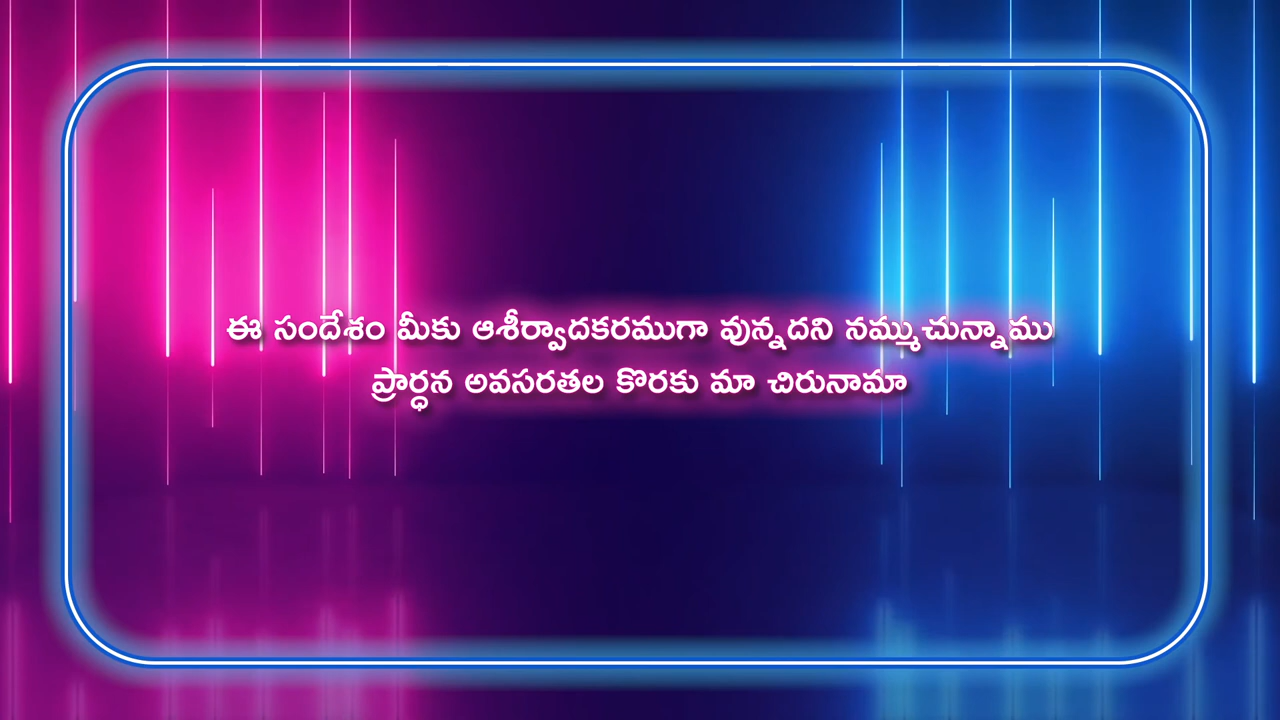 ఈ సందేశం మీకు ఆశీర్వాదకరముగా వున్నదని నమ్ముచున్నాము
ప్రార్ధన అవసరతల కొరకు మా చిరునామా